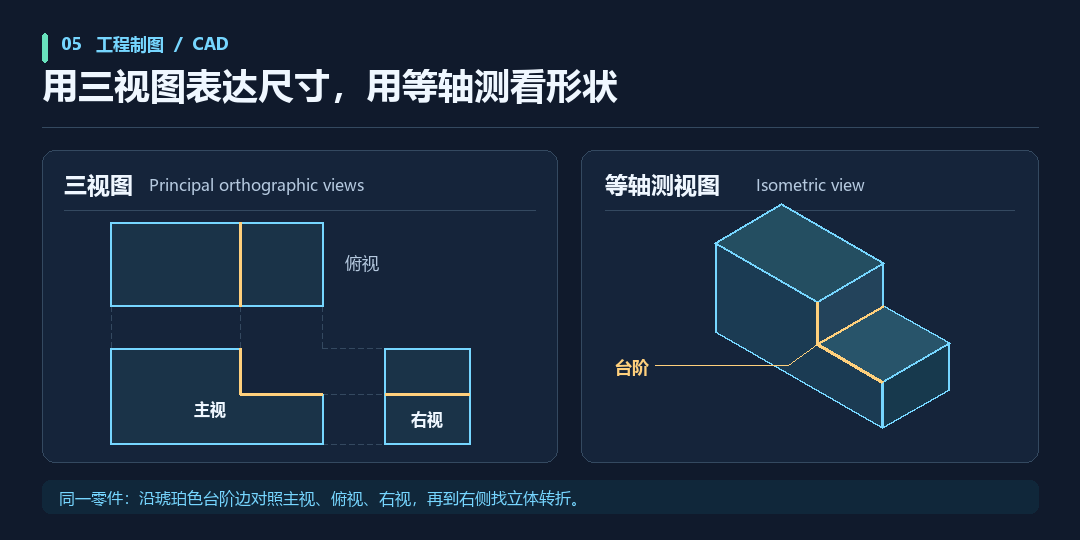 05 工程制图 / CAD
用三视图表达尺寸，用等轴测看形状
三视图 Principal orthographic views
俯视
主视
右视
等轴测视图 Isometric view
台阶
同一零件：沿琥珀色台阶边对照主视、俯视、右视，再到右侧找立体转折。